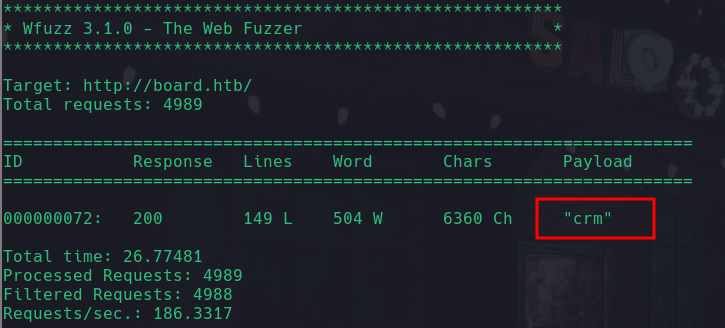 ********************************************************
* Wfuzz 3.1.0 - The Web Fuzzer                         *
********************************************************
Target: http://board.htb/
Total requests: 4989
=====================================================================
ID           Response   Lines    Word       Chars       Payload
=====================================================================
000000072:   200        149 L    504 W      6360 Ch     "crm"
Total time: 26.77481
Processed Requests: 4989
Filtered Requests: 4988
Requests/sec.: 186.3317